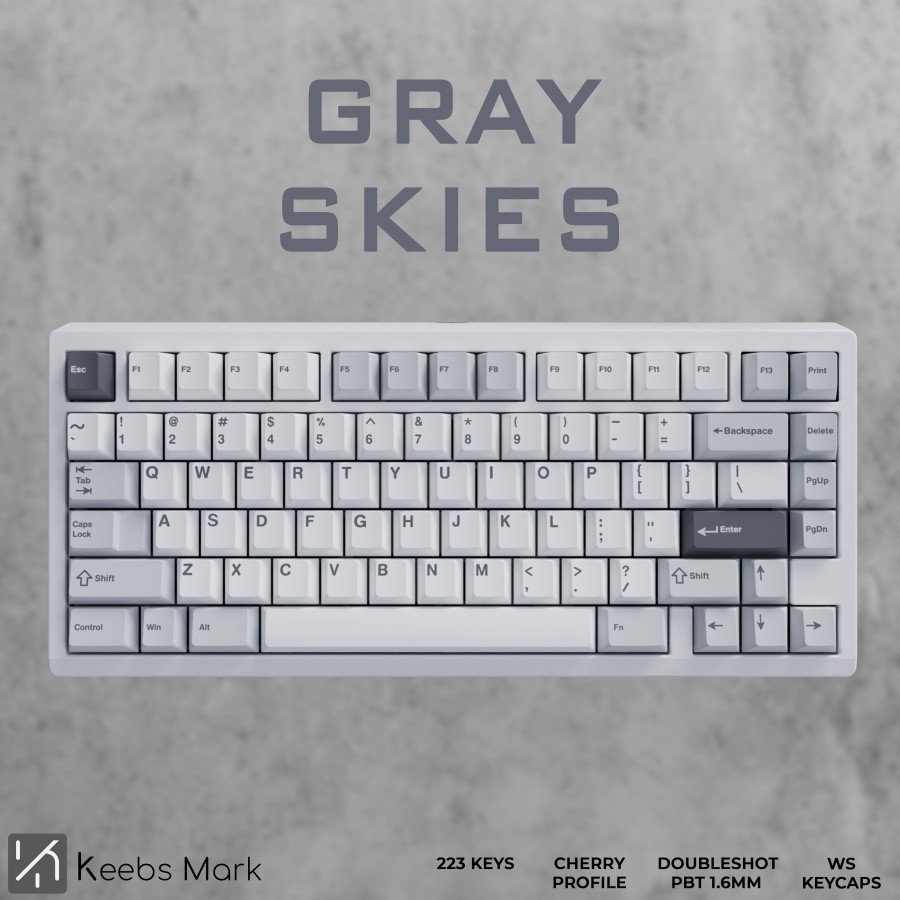 GRAY
SKIES
Esc F1 F2 F3 F4 F5 F6 F7 F8 F9 F10 F11 F12 F13 Print
~ ! @ # $ % ^ & * ( ) – + ←Backspace Delete
` 1 2 3 4 5 6 7 8 9 0 - =
Tab Q W E R T Y U I O P { } | PgUp
[ ] \
Caps A S D F G H J K L : " Enter PgDn
Lock ; '
Shift Z X C V B N M < > ? Shift ↑
, . /
Control Win Alt Fn ← ↓ →
Keebs Mark
223 KEYS
CHERRY
PROFILE
DOUBLESHOT
PBT 1.6MM
WS
KEYCAPS